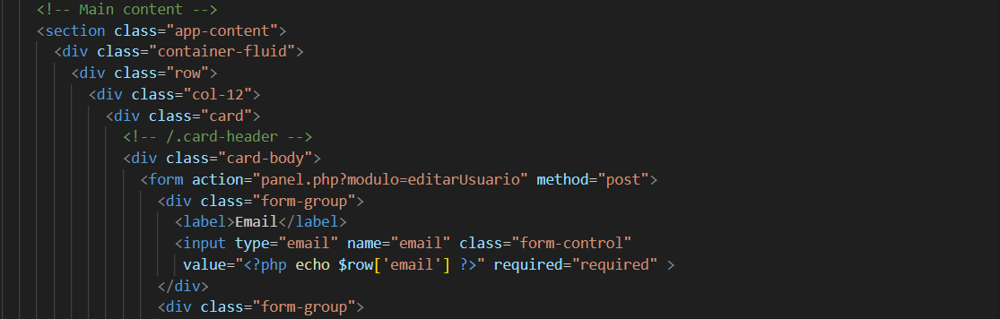 <!-- Main content -->
<section class="app-content">
<div class="container-fluid">
<div class="row">
<div class="col-12">
<div class="card">
<!-- /.card-header -->
<div class="card-body">
<form action="panel.php?modulo=editarUsuario" method="post">
<div class="form-group">
<label>Email</label>
<input type="email" name="email" class="form-control"
value="<?php echo $row['email'] ?>" required="required" >
</div>
<div class="form-group">